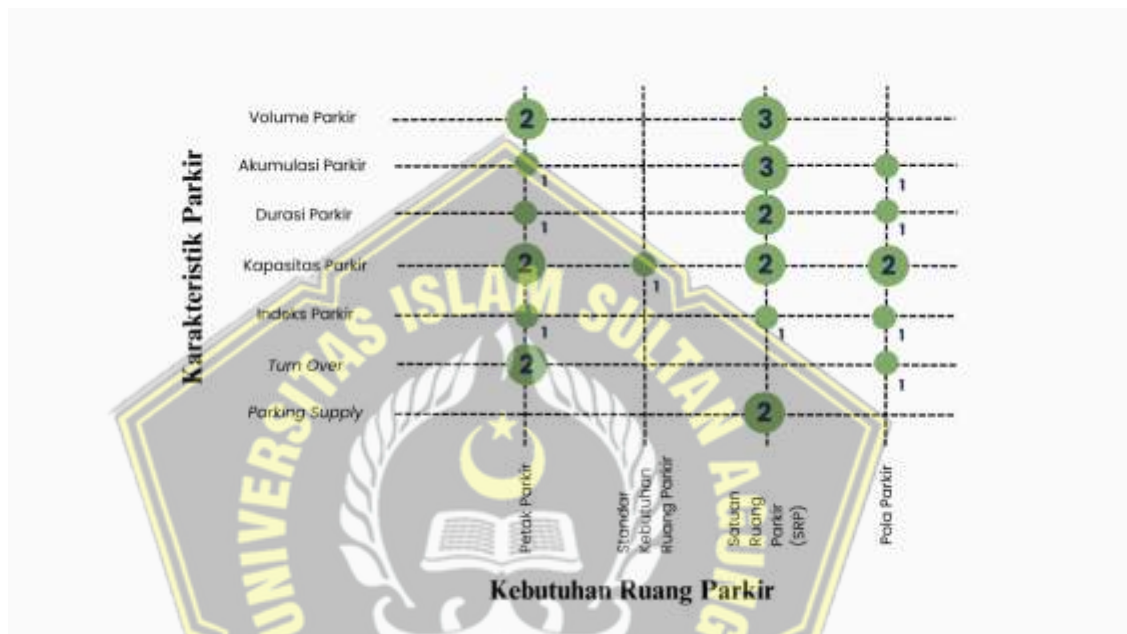 Volume Parkir 2 3
Akumulasi Parkir 1 3 1
Durasi Parkir 1 2 1
Kapasitas Parkir 2 1 2 2
Indeks Parkir 1 1 1
Turn Over 2 1
Parking Supply 2
Karakteristik Parkir
Petak Parkir
Standar
Kebutuhan
Ruang Parkir
Satuan
Ruang
Parkir
(SRP)
Pola Parkir
Kebutuhan Ruang Parkir
UNIVERSITAS ISLAM SULTAN AGUNG